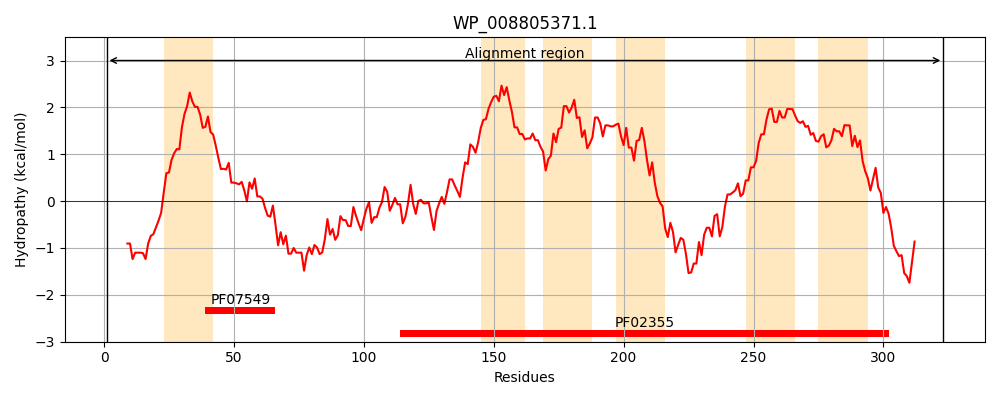 WP_008805371.1
Hydropathy (kcal/mol)
3
2
1
0
−1
−2
−3
Alignment region
PF07549
PF02355
0 50 100 150 200 250 300
Residues